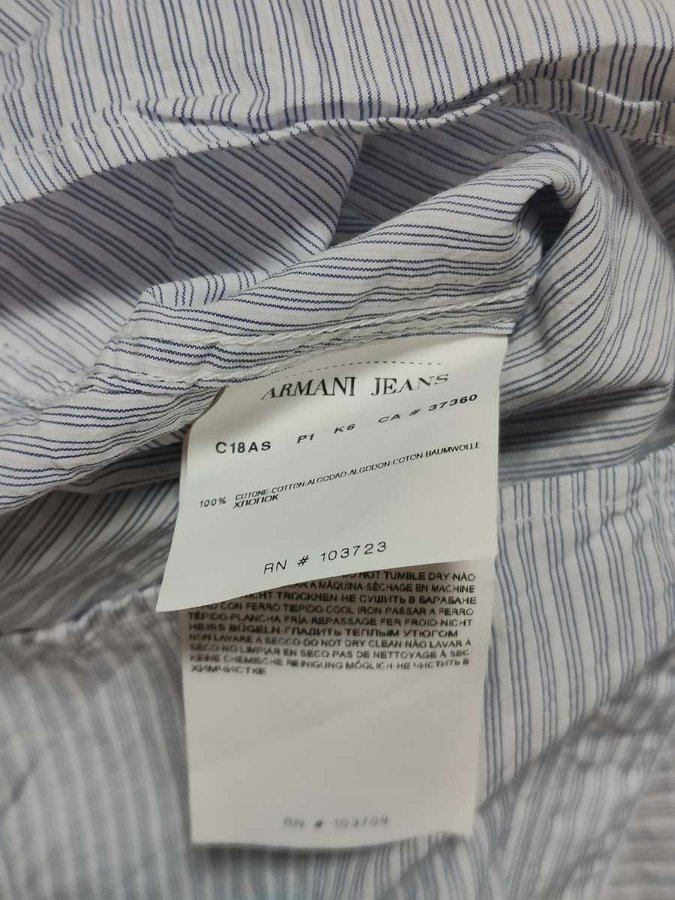 ARMANI JEANS
C18AS P1 K6 CA # 37360
100% COTONE-COTTON-ALGODAO-ALGODON-COTON-BAUMWOLLE
ХЛОПОК
RN # 103723
NOT TUMBLE DRY-NÃO
A MÁQUINA-SÉCHAGE EN MACHINE
TROCKNEN-НЕ СУШИТЬ В БАРАБАНЕ
CON FERRO TIEPIDO-COOL IRON-PASSAR A FERRO
TÉPIDO-PLANCHA FRÍA-REPASSAGE FER FROID-NICHT
HEISS BÜGELN-ГЛАДИТЬ ТЕПЛЫМ УТЮГОМ
NON LAVARE A SECCO-DO NOT DRY CLEAN-NÃO LAVAR A
SECO-NO LIMPIAR EN SECO-PAS DE NETTOYAGE À SEC
KEINE CHEMISCHE REINIGUNG MÖGLICH-НЕ ЧИСТИТЬ В
ХИМЧИСТКЕ
RN # 103709